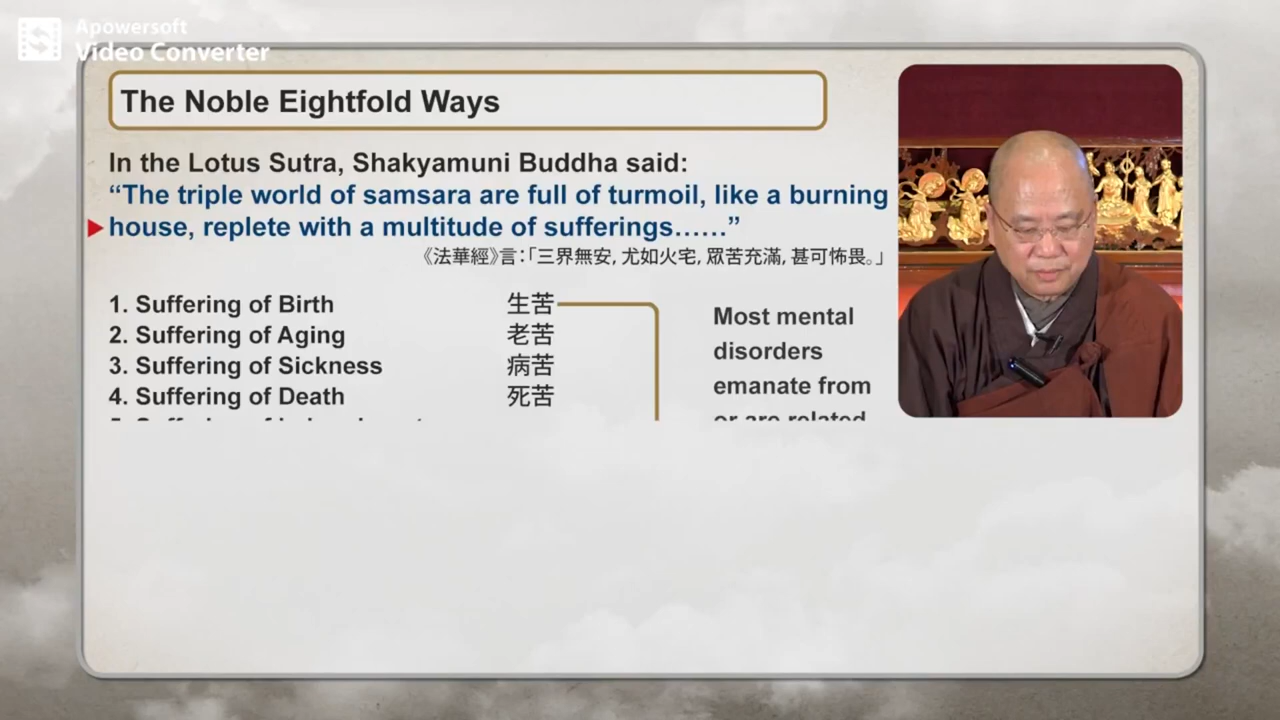 Apowersoft
Video Converter
The Noble Eightfold Ways
In the Lotus Sutra, Shakyamuni Buddha said:
“The triple world of samsara are full of turmoil, like a burning
house, replete with a multitude of sufferings……”
《法華經》言：「三界無安, 尤如火宅, 眾苦充滿, 甚可怖畏。」
1. Suffering of Birth 生苦
2. Suffering of Aging 老苦
3. Suffering of Sickness 病苦
4. Suffering of Death 死苦
Most mental
disorders
emanate from
or are related